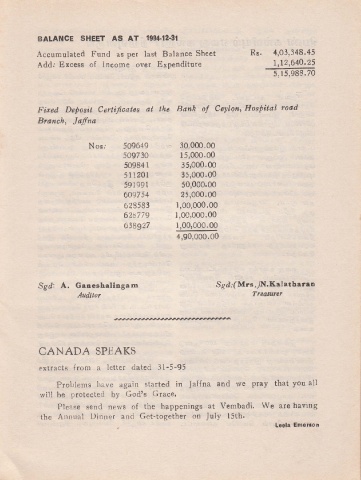 BALANCE SHEET AS AT 1994-12-31
Accumulated Fund as per last Balance Sheet Rs. 4,03,348.45
Add: Excess of Income over Expenditure 1,12,640.25
5,15,988.70
Fixed Deposit Certificates at the Bank of Ceylon, Hospital road
Branch, Jaffna
Nos: 509649 30,000.00
509730 15,000.00
509841 35,000.00
511201 35,000.00
591991 50,000.00
609734 25,000.00
628583 1,00,000.00
628779 1,00,000.00
638927 1,00,000.00
4,90,000.00
Sgd: A. Ganeshalingam Sgd:(Mrs.)N.Kalatharan
Auditor Treasurer
CANADA SPEAKS
extracts from a letter dated 31-5-95
Problems have again started in Jaffna and we pray that you all
will be protected by God's Grace.
Please send news of the happenings at Vembadi. We are having
the Annual Dinner and Get-together on July 15th.
Leela Emerson